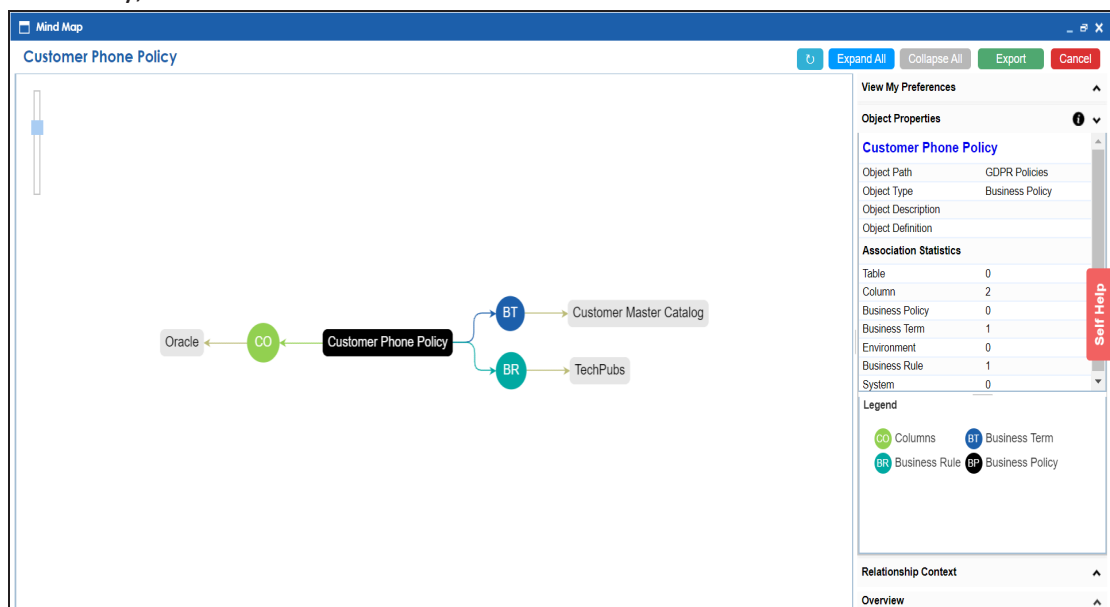 Mind Map
Customer Phone Policy
Expand All Collapse All Export Cancel
View My Preferences
Object Properties
Customer Phone Policy
Object Path GDPR Policies
Object Type Business Policy
Object Description
Object Definition
Association Statistics
Table 0
Column 2
Business Policy 0
Business Term 1
Environment 0
Business Rule 1
System 0
Self Help
BT Customer Master Catalog
Oracle CO Customer Phone Policy
BR TechPubs
Legend
CO Columns BT Business Term
BR Business Rule BP Business Policy
Relationship Context
Overview